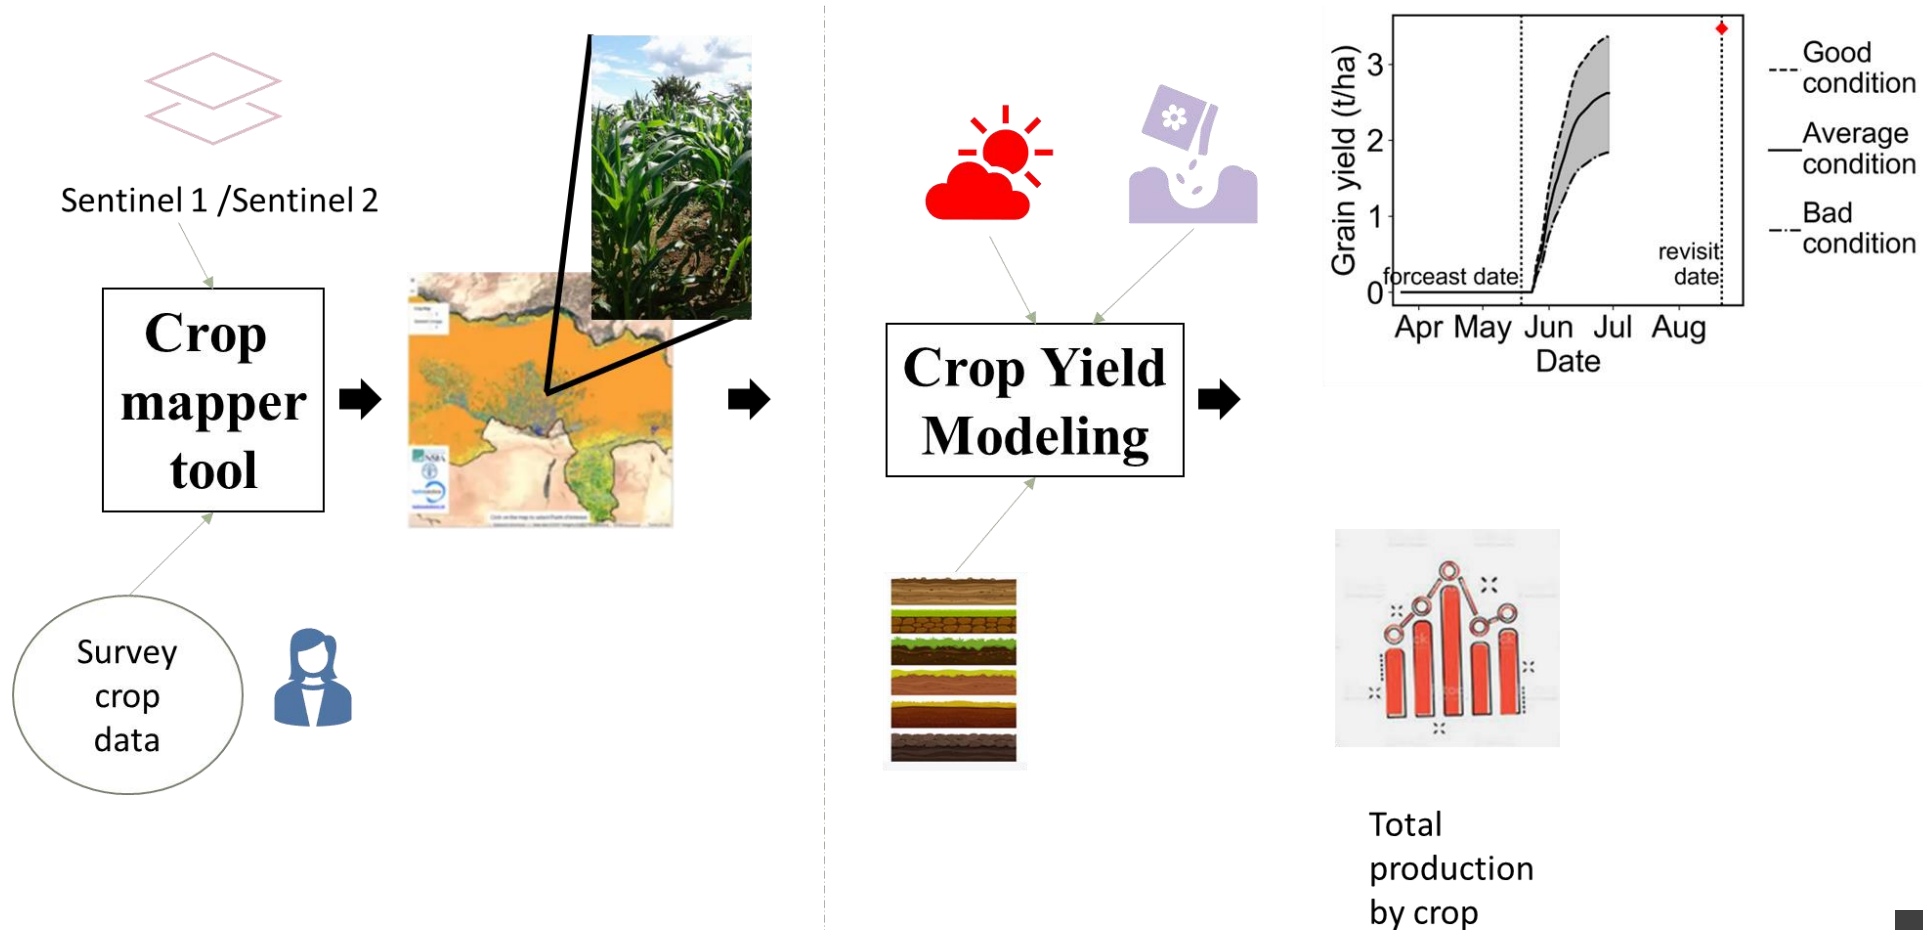 Sentinel 1 /Sentinel 2
Crop
mapper
tool
Survey
crop
data
Crop Yield
Modeling
Grain yield (t/ha)
3
2
1
0
forceast date
revisit
date
Apr May Jun Jul Aug
Date
Good
condition
Average
condition
Bad
condition
Total
production
by crop